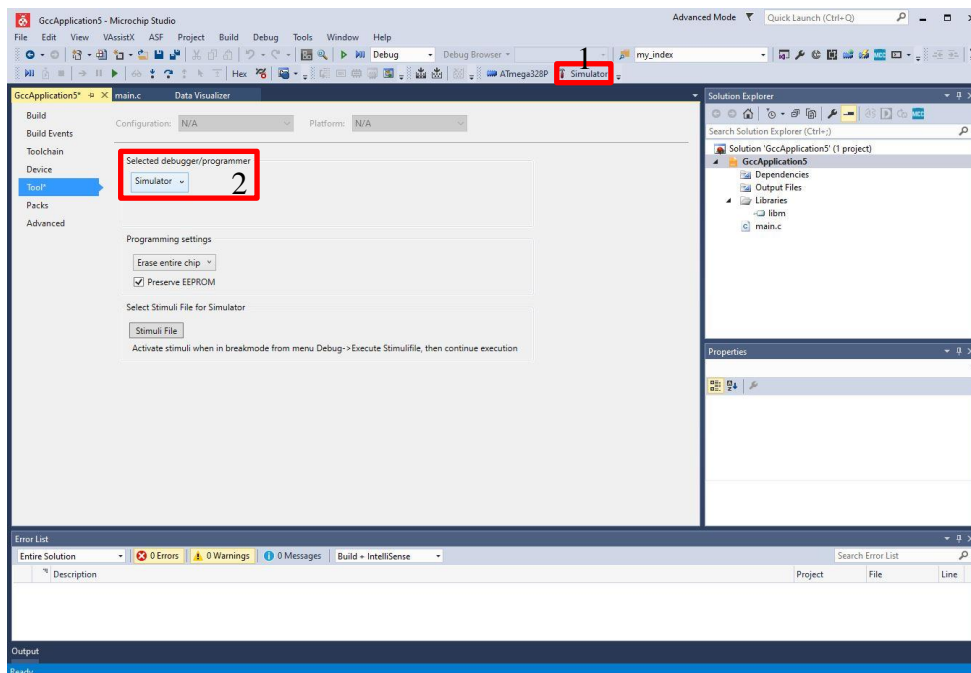 GccApplication5 - Microchip Studio
Advanced Mode
Quick Launch (Ctrl+Q)
File Edit View VAssistX ASF Project Build Debug Tools Window Help
Debug
Debug Browser
my_index
1
Hex
ATmega328P
Simulator
GccApplication5*
main.c
Data Visualizer
Build
Build Events
Toolchain
Device
Tool*
Packs
Advanced
Configuration: N/A
Platform: N/A
Selected debugger/programmer
Simulator
2
Programming settings
Erase entire chip
Preserve EEPROM
Select Stimuli File for Simulator
Stimuli File
Activate stimuli when in breakmode from menu Debug->Execute Stimulifile, then continue execution
Solution Explorer
MCC
Search Solution Explorer (Ctrl+;)
Solution 'GccApplication5' (1 project)
GccApplication5
Dependencies
Output Files
Libraries
libm
main.c
Properties
Error List
Entire Solution
0 Errors
0 Warnings
0 Messages
Build + IntelliSense
Search Error List
Description
Project
File
Line
Output
Ready